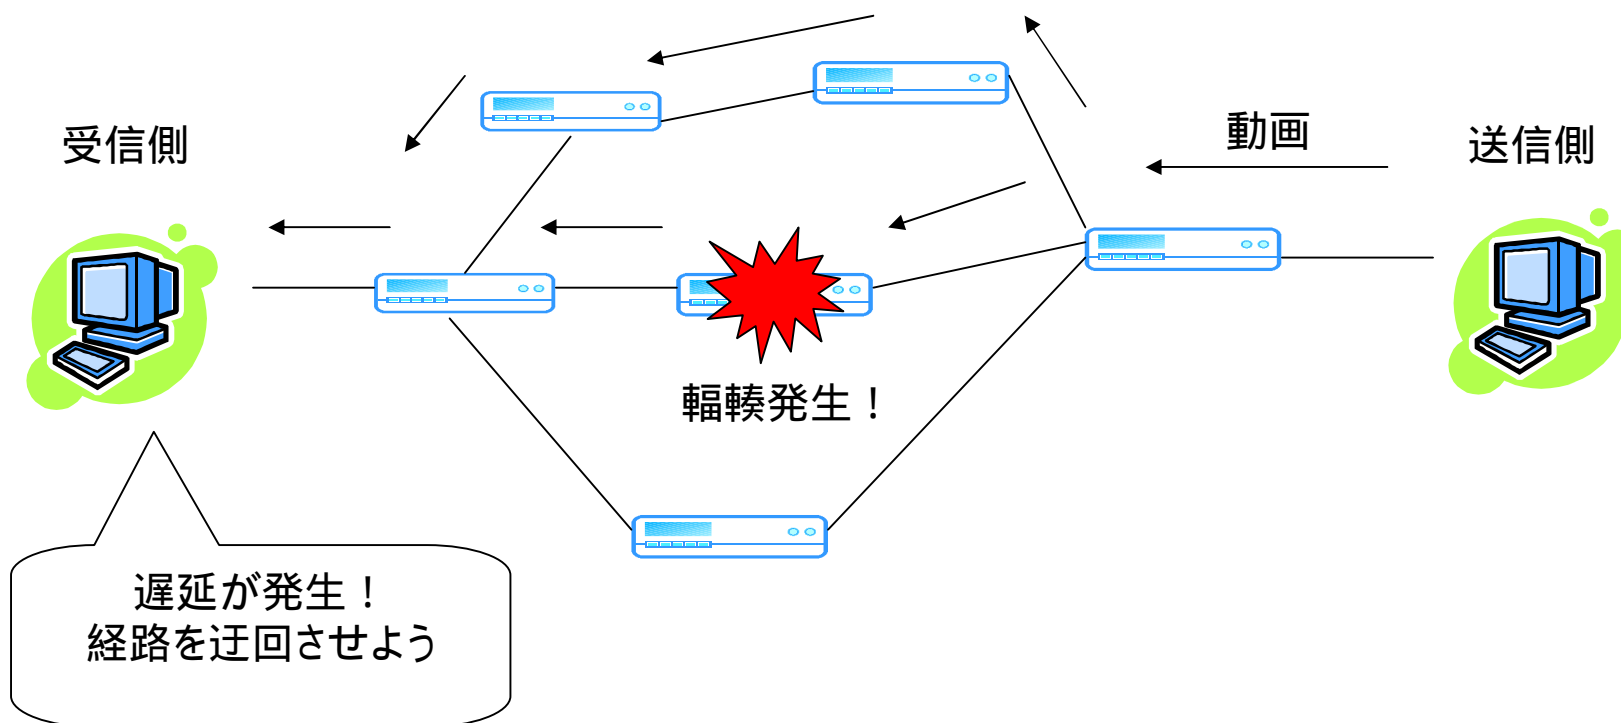 受信側
動画
送信側
輻輳発生！
遅延が発生！
経路を迂回させよう